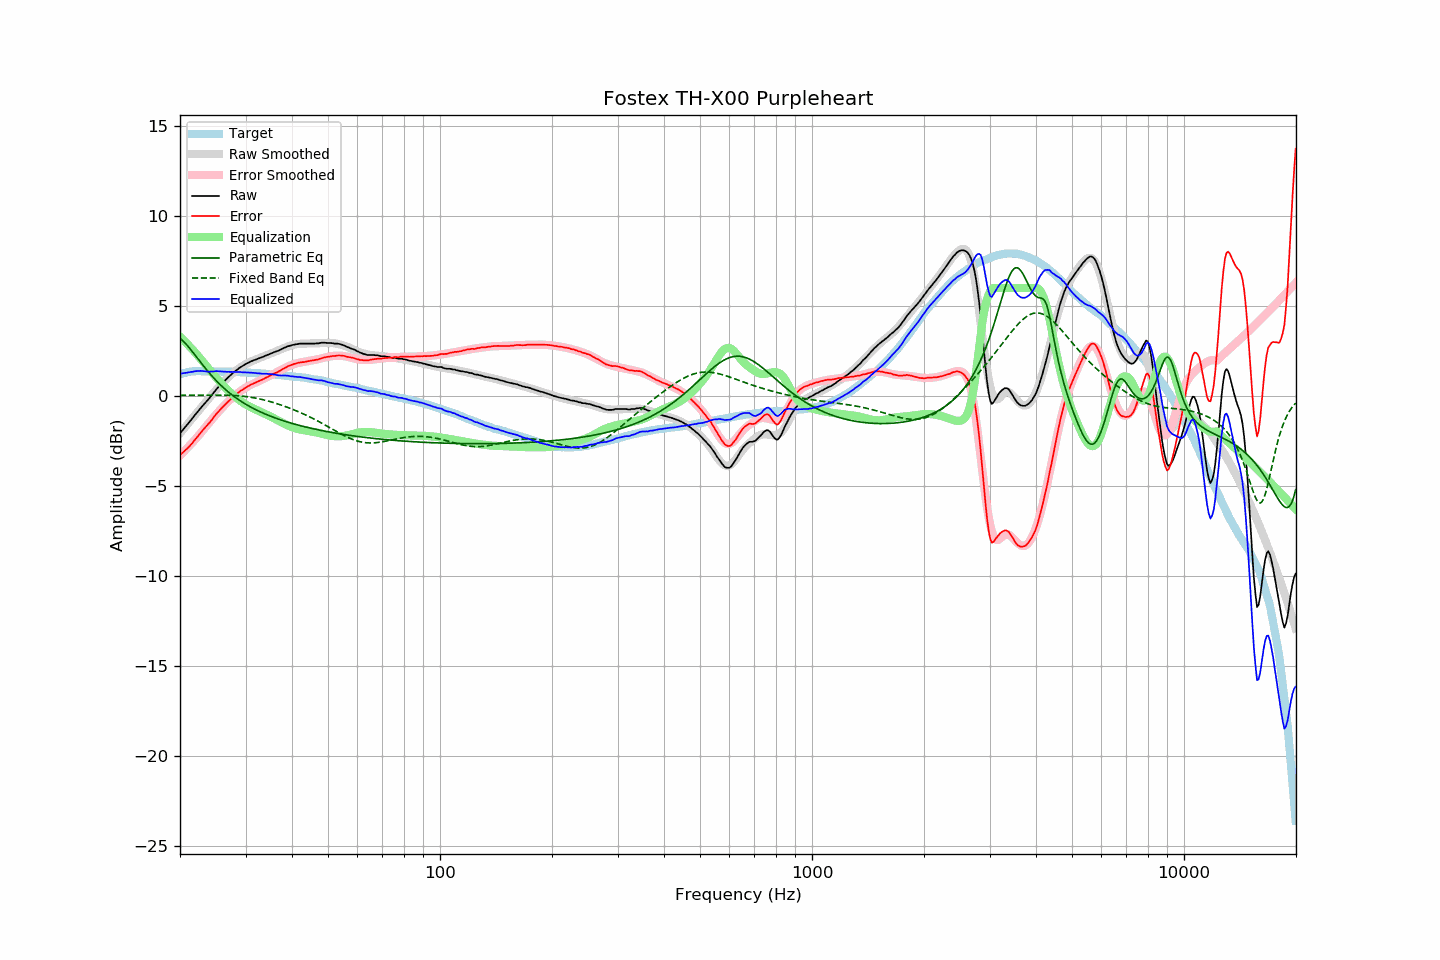 Fostex TH-X00 Purpleheart
Target
Raw Smoothed
Error Smoothed
Raw
Error
Equalization
Parametric Eq
Fixed Band Eq
Equalized
15
10
5
0
−5
−10
−15
−20
−25
Amplitude (dBr)
100
1000
10000
Frequency (Hz)